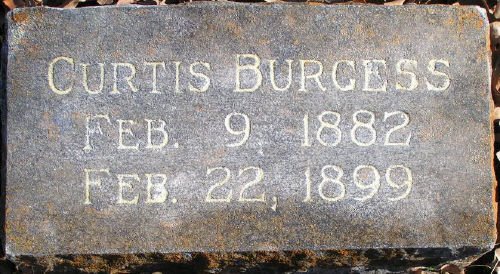 Curtis Burgess
Feb. 9, 1882
Feb. 22, 1899